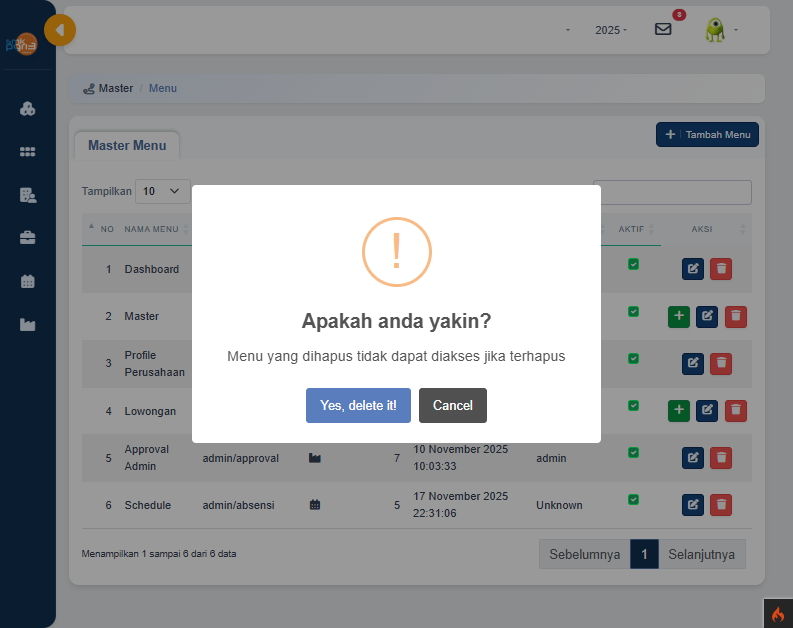 2025
8
Master / Menu
Master Menu
Tambah Menu
Tampilkan 10
NO NAMA MENU AKTIF AKSI
1 Dashboard
2 Master
3 Profile
Perusahaan
4 Lowongan
Apakah anda yakin?
Menu yang dihapus tidak dapat diakses jika terhapus
Yes, delete it! Cancel
5 Approval
Admin admin/approval 7 10 November 2025
10:03:33 admin
6 Schedule admin/absensi 5 17 November 2025
22:31:06 Unknown
Menampilkan 1 sampai 6 dari 6 data
Sebelumnya 1 Selanjutnya